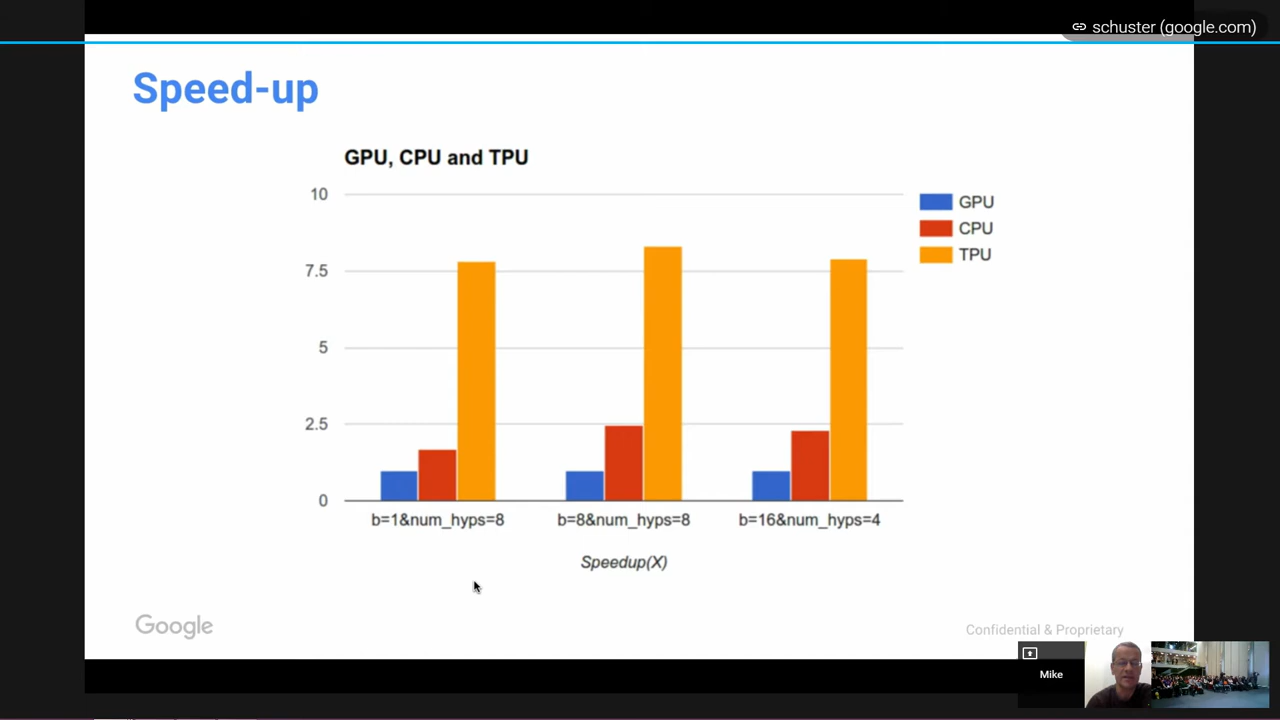 schuster (google.com)
Speed-up
GPU, CPU and TPU
10
7.5
5
2.5
0
GPU
CPU
TPU
b=1&num_hyps=8
b=8&num_hyps=8
b=16&num_hyps=4
Speedup(X)
Google
Confidential & Proprietary
Mike